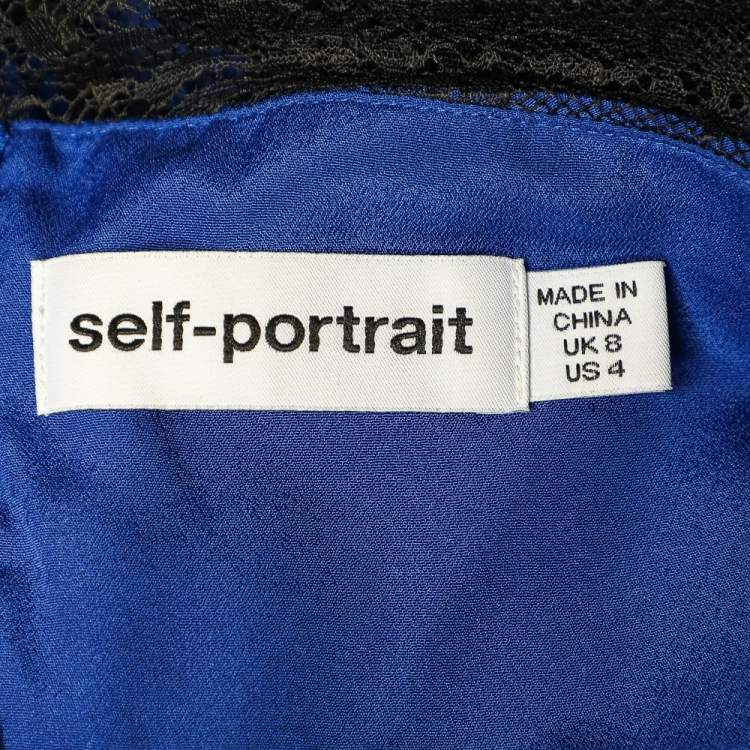 self-portrait
MADE IN
CHINA
UK 8
US 4